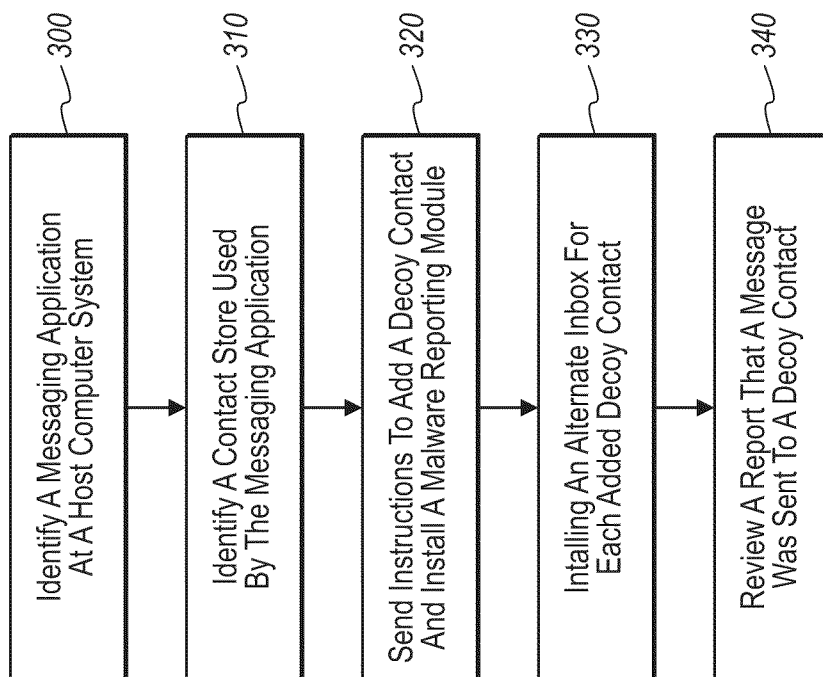 300
Identify A Messaging Application
At A Host Computer System
310
Identify A Contact Store Used
By The Messaging Application
320
Send Instructions To Add A Decoy Contact
And Install A Malware Reporting Module
330
Intalling An Alternate Inbox For
Each Added Decoy Contact
340
Review A Report That A Message
Was Sent To A Decoy Contact